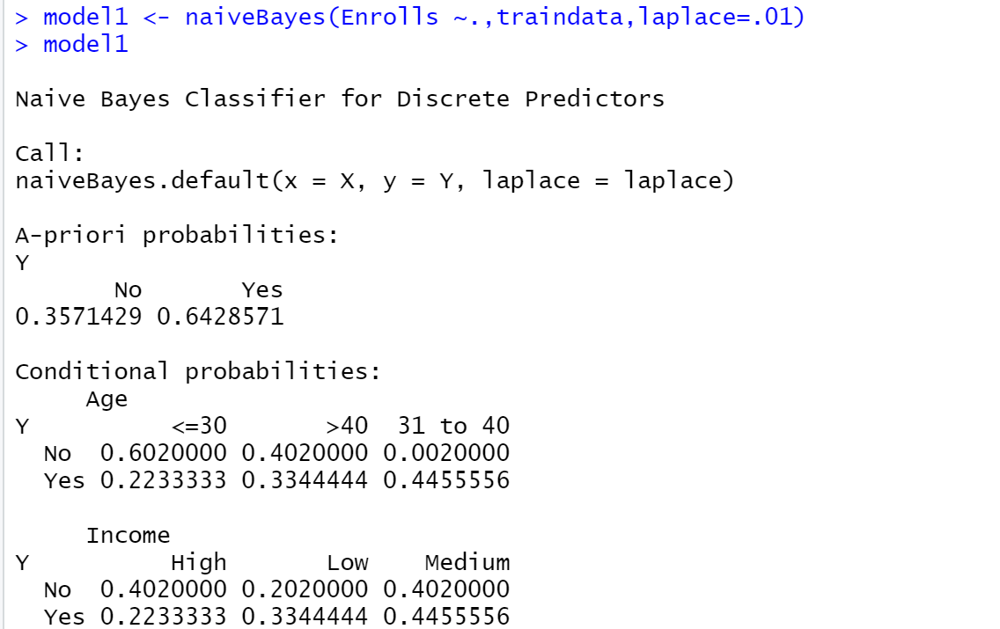 > model1 <- naiveBayes(Enrolls ~.,traindata,laplace=.01)
> model1
Naive Bayes Classifier for Discrete Predictors
Call:
naiveBayes.default(x = X, y = Y, laplace = laplace)
A-priori probabilities:
Y
No Yes
0.3571429 0.6428571
Conditional probabilities:
Age
Y <=30 >40 31 to 40
No 0.6020000 0.4020000 0.0020000
Yes 0.2233333 0.3344444 0.4455556
Income
Y High Low Medium
No 0.4020000 0.2020000 0.4020000
Yes 0.2233333 0.3344444 0.4455556